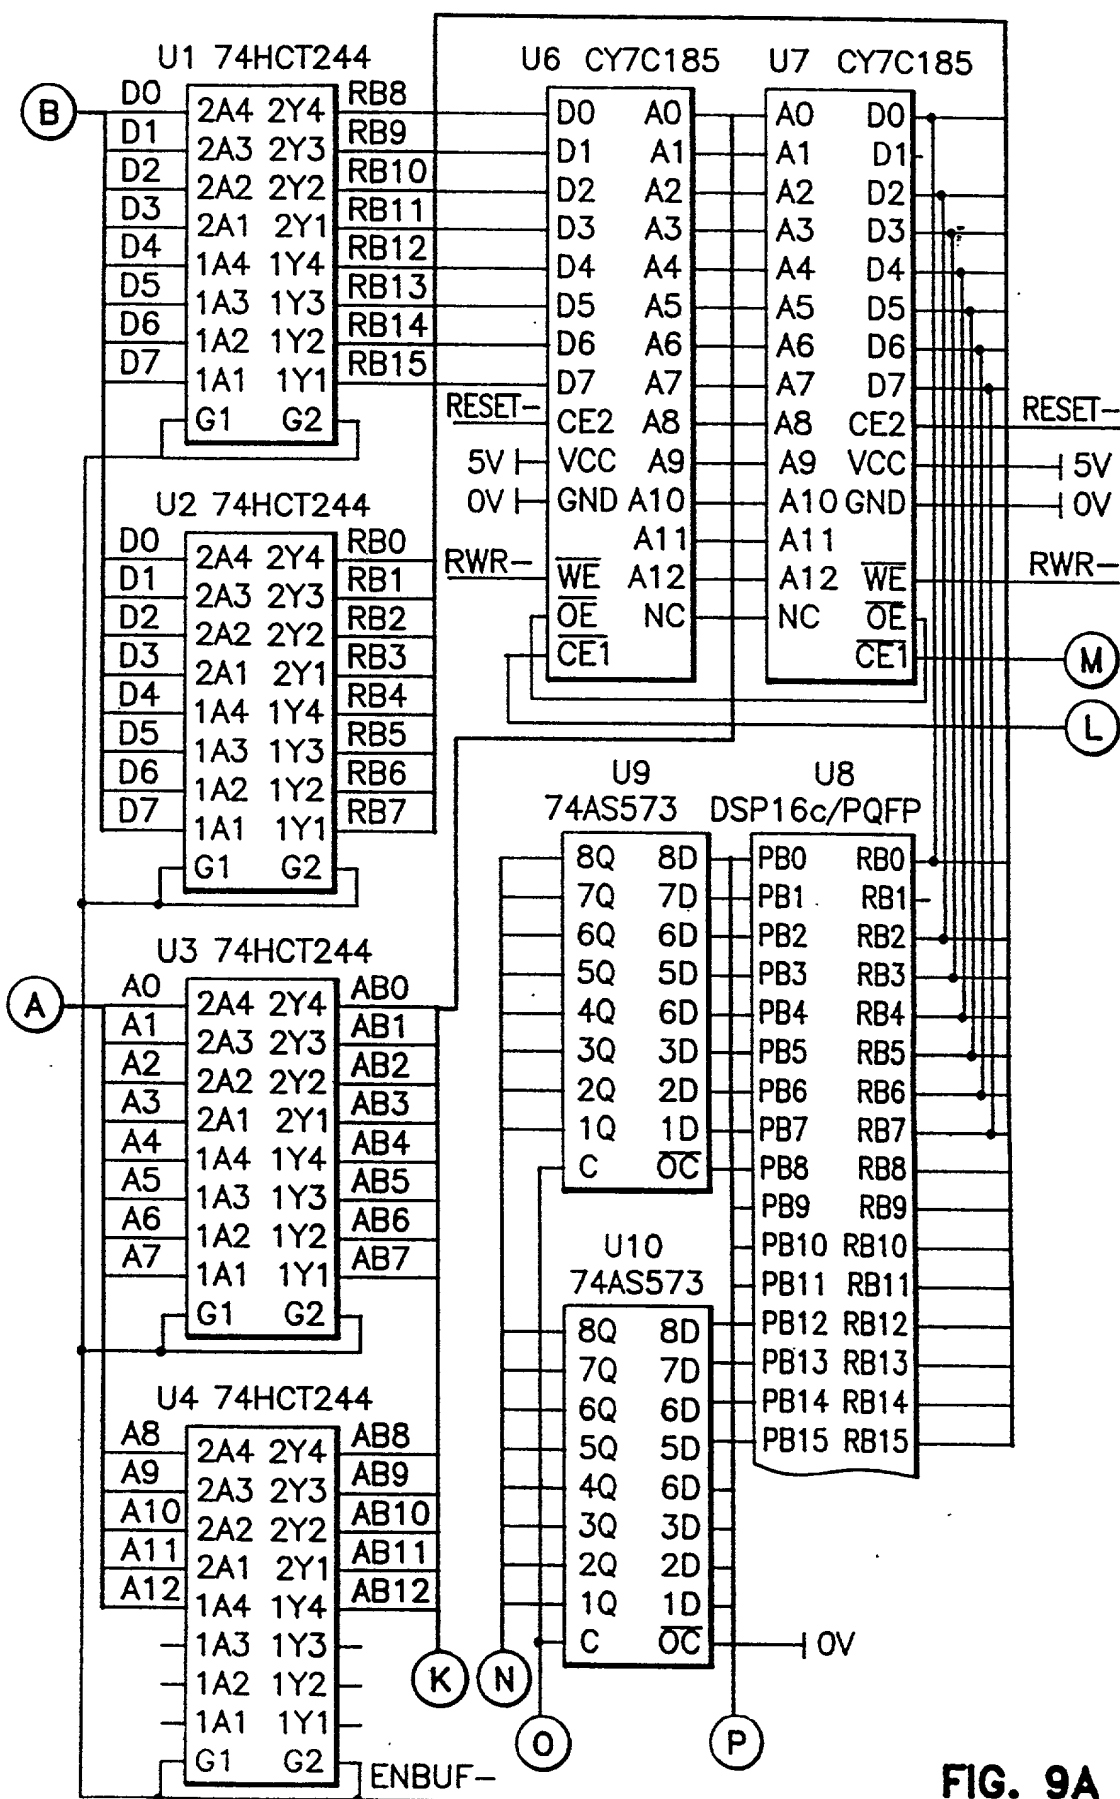 U1 74HCT244
B
D0 2A4 2Y4 RB8
D1 2A3 2Y3 RB9
D2 2A2 2Y2 RB10
D3 2A1 2Y1 RB11
D4 1A4 1Y4 RB12
D5 1A3 1Y3 RB13
D6 1A2 1Y2 RB14
D7 1A1 1Y1 RB15
G1 G2
U2 74HCT244
D0 2A4 2Y4 RB0
D1 2A3 2Y3 RB1
D2 2A2 2Y2 RB2
D3 2A1 2Y1 RB3
D4 1A4 1Y4 RB4
D5 1A3 1Y3 RB5
D6 1A2 1Y2 RB6
D7 1A1 1Y1 RB7
G1 G2
U3 74HCT244
A
A0 2A4 2Y4 AB0
A1 2A3 2Y3 AB1
A2 2A2 2Y2 AB2
A3 2A1 2Y1 AB3
A4 1A4 1Y4 AB4
A5 1A3 1Y3 AB5
A6 1A2 1Y2 AB6
A7 1A1 1Y1 AB7
G1 G2
U4 74HCT244
A8 2A4 2Y4 AB8
A9 2A3 2Y3 AB9
A10 2A2 2Y2 AB10
A11 2A1 2Y1 AB11
A12 1A4 1Y4 AB12
1A3 1Y3
1A2 1Y2
1A1 1Y1
G1 G2
ENBUF-
U6 CY7C185
D0 A0
D1 A1
D2 A2
D3 A3
D4 A4
D5 A5
D6 A6
D7 A7
RESET- CE2 A8
5V VCC A9
0V GND A10
A11
RWR- WE A12
OE NC
CE1
U7 CY7C185
A0 D0
A1 D1
A2 D2
A3 D3
A4 D4
A5 D5
A6 D6
A7 D7
A8 CE2 RESET-
A9 VCC 5V
A10 GND 0V
A11
A12 WE RWR-
NC OE
CE1 M
L
U9
74AS573
8Q 8D
7Q 7D
6Q 6D
5Q 5D
4Q 6D
3Q 3D
2Q 2D
1Q 1D
C OC
U8
DSP16c/PQFP
PB0 RB0
PB1 RB1
PB2 RB2
PB3 RB3
PB4 RB4
PB5 RB5
PB6 RB6
PB7 RB7
PB8 RB8
PB9 RB9
PB10 RB10
PB11 RB11
PB12 RB12
PB13 RB13
PB14 RB14
PB15 RB15
U10
74AS573
8Q 8D
7Q 7D
6Q 6D
5Q 5D
4Q 6D
3Q 3D
2Q 2D
1Q 1D
C OC 0V
K
N
O
P
FIG. 9A